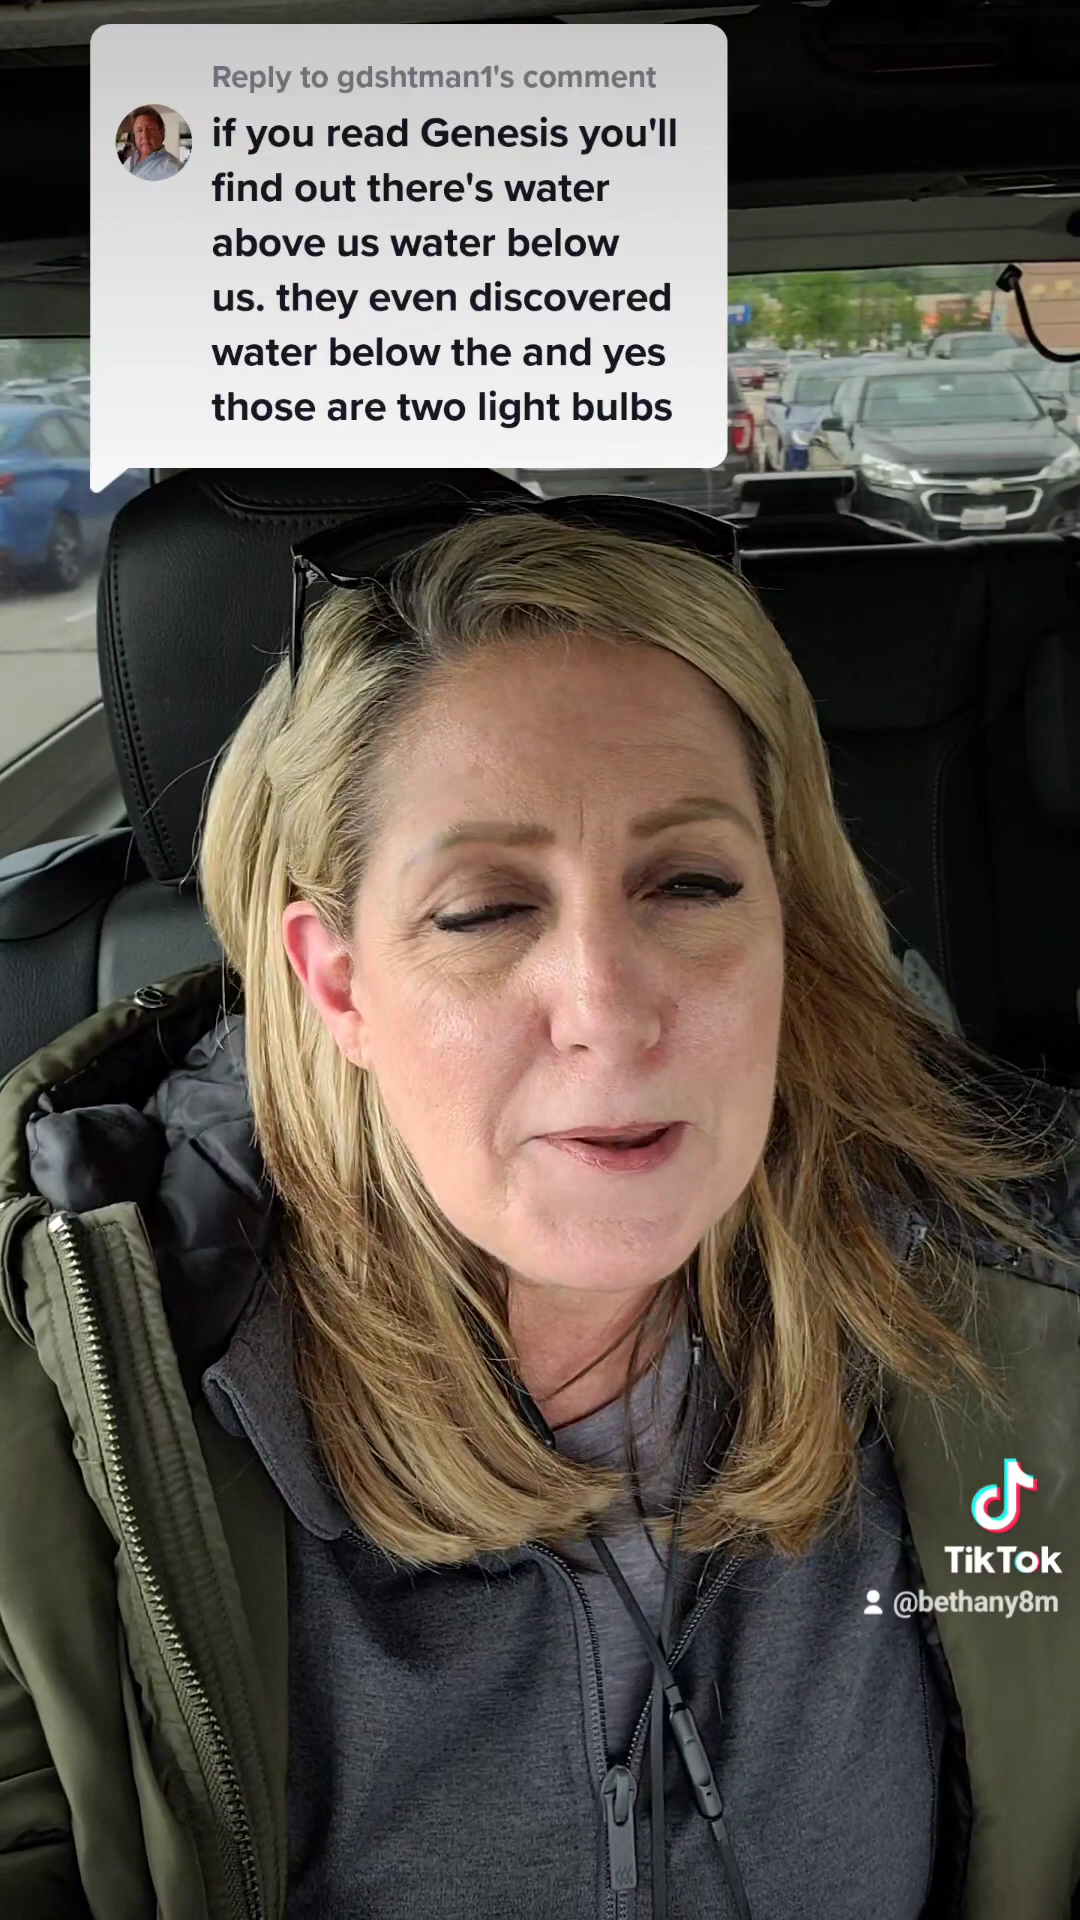 Reply to gdshtman1's comment
if you read Genesis you'll
find out there's water
above us water below
us. they even discovered
water below the and yes
those are two light bulbs
TikTok
@bethany8m